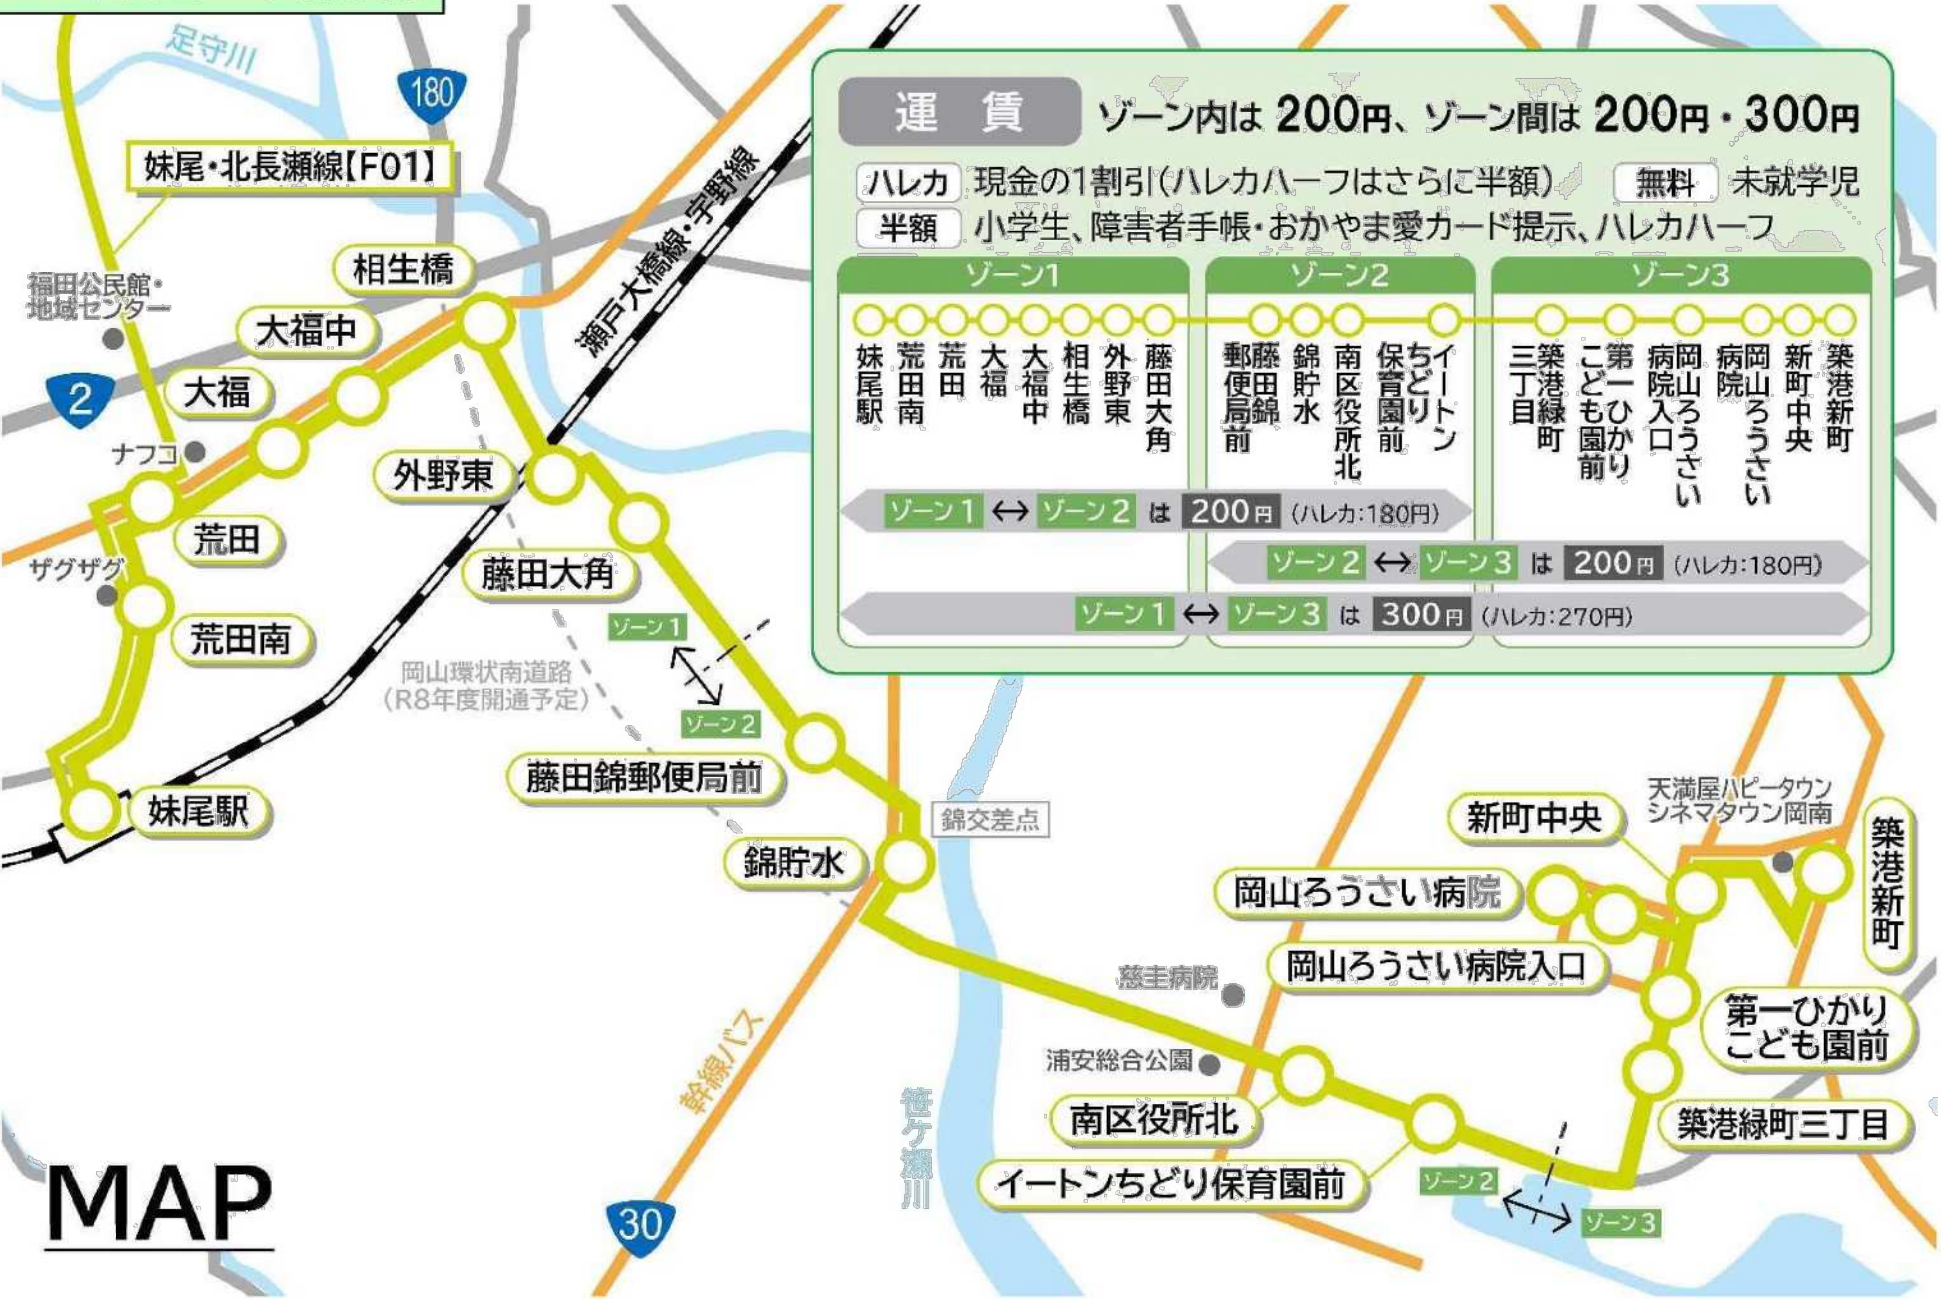 足守川
180
妹尾・北長瀬線【F01】
福田公民館・
地域センター
相生橋
大福中
2
大福
ナフコ
荒田
ザグザグ
荒田南
妹尾駅
外野東
藤田大角
瀬戸大橋線・宇野線
ゾーン1
ゾーン2
岡山環状南道路
(R8年度開通予定)
藤田錦郵便局前
錦交差点
錦貯水
幹線バス
30
笹ケ瀬川
慈圭病院
浦安総合公園
南区役所北
イートンちどり保育園前
ゾーン2
ゾーン3
新町中央
天満屋ハピータウン
シネマタウン岡南
築港新町
岡山ろうさい病院
岡山ろうさい病院入口
第一ひかり
こども園前
築港緑町三丁目
MAP
運賃 ゾーン内は 200円、ゾーン間は 200円・300円
ハレカ 現金の1割引(ハレカハーフはさらに半額) 無料 未就学児
半額 小学生、障害者手帳・おかやま愛カード提示、ハレカハーフ
ゾーン1 ゾーン2 ゾーン3
妹尾駅
荒田南
荒田
大福
大福中
相生橋
外野東
藤田大角
藤田錦
郵便局前
錦貯水
南区役所北
イートン
ちどり
保育園前
築港緑町
三丁目
第一ひかり
こども園前
岡山ろうさい
病院入口
岡山ろうさい
病院
新町中央
築港新町
ゾーン1 ↔ ゾーン2 は 200円 (ハレカ:180円)
ゾーン2 ↔ ゾーン3 は 200円 (ハレカ:180円)
ゾーン1 ↔ ゾーン3 は 300円 (ハレカ:270円)